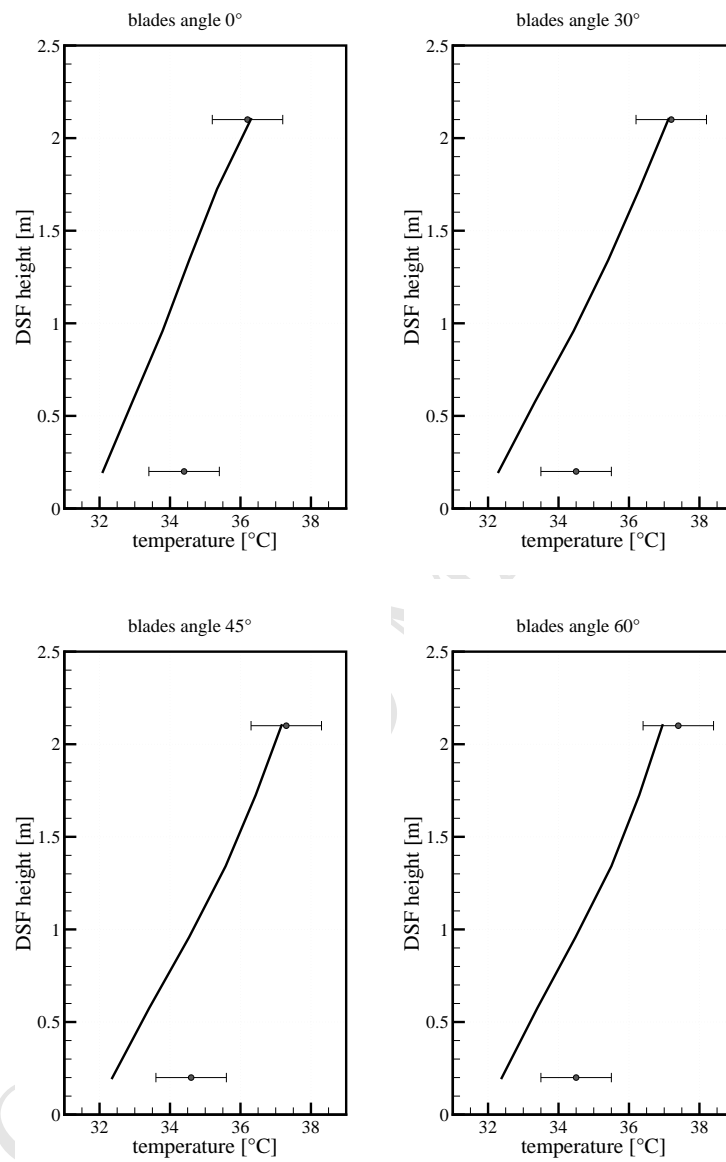 blades angle 0°
2.5
2
1.5
1
0.5
0
DSF height [m]
32 34 36 38
temperature [°C]
blades angle 30°
2.5
2
1.5
1
0.5
0
DSF height [m]
32 34 36 38
temperature [°C]
blades angle 45°
2.5
2
1.5
1
0.5
0
DSF height [m]
32 34 36 38
temperature [°C]
blades angle 60°
2.5
2
1.5
1
0.5
0
DSF height [m]
32 34 36 38
temperature [°C]